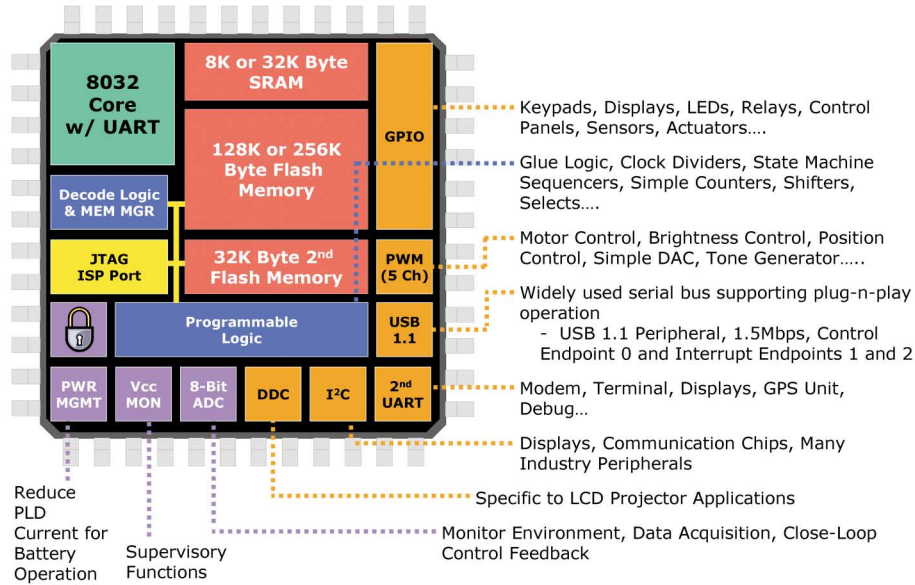 8032
Core
w/ UART
8K or 32K Byte
SRAM
GPIO
128K or 256K
Byte Flash
Memory
Decode Logic
& MEM MGR
JTAG
ISP Port
32K Byte 2nd
Flash Memory
PWM
(5 Ch)
Programmable
Logic
USB
1.1
PWR
MGMT
Vcc
MON
8-Bit
ADC
DDC
I²C
2nd
UART
Keypads, Displays, LEDs, Relays, Control
Panels, Sensors, Actuators....
Glue Logic, Clock Dividers, State Machine
Sequencers, Simple Counters, Shifters,
Selects....
Motor Control, Brightness Control, Position
Control, Simple DAC, Tone Generator.....
Widely used serial bus supporting plug-n-play
operation
- USB 1.1 Peripheral, 1.5Mbps, Control
Endpoint 0 and Interrupt Endpoints 1 and 2
Modem, Terminal, Displays, GPS Unit,
Debug...
Displays, Communication Chips, Many
Industry Peripherals
Specific to LCD Projector Applications
Monitor Environment, Data Acquisition, Close-Loop
Control Feedback
Reduce
PLD
Current for
Battery
Operation
Supervisory
Functions